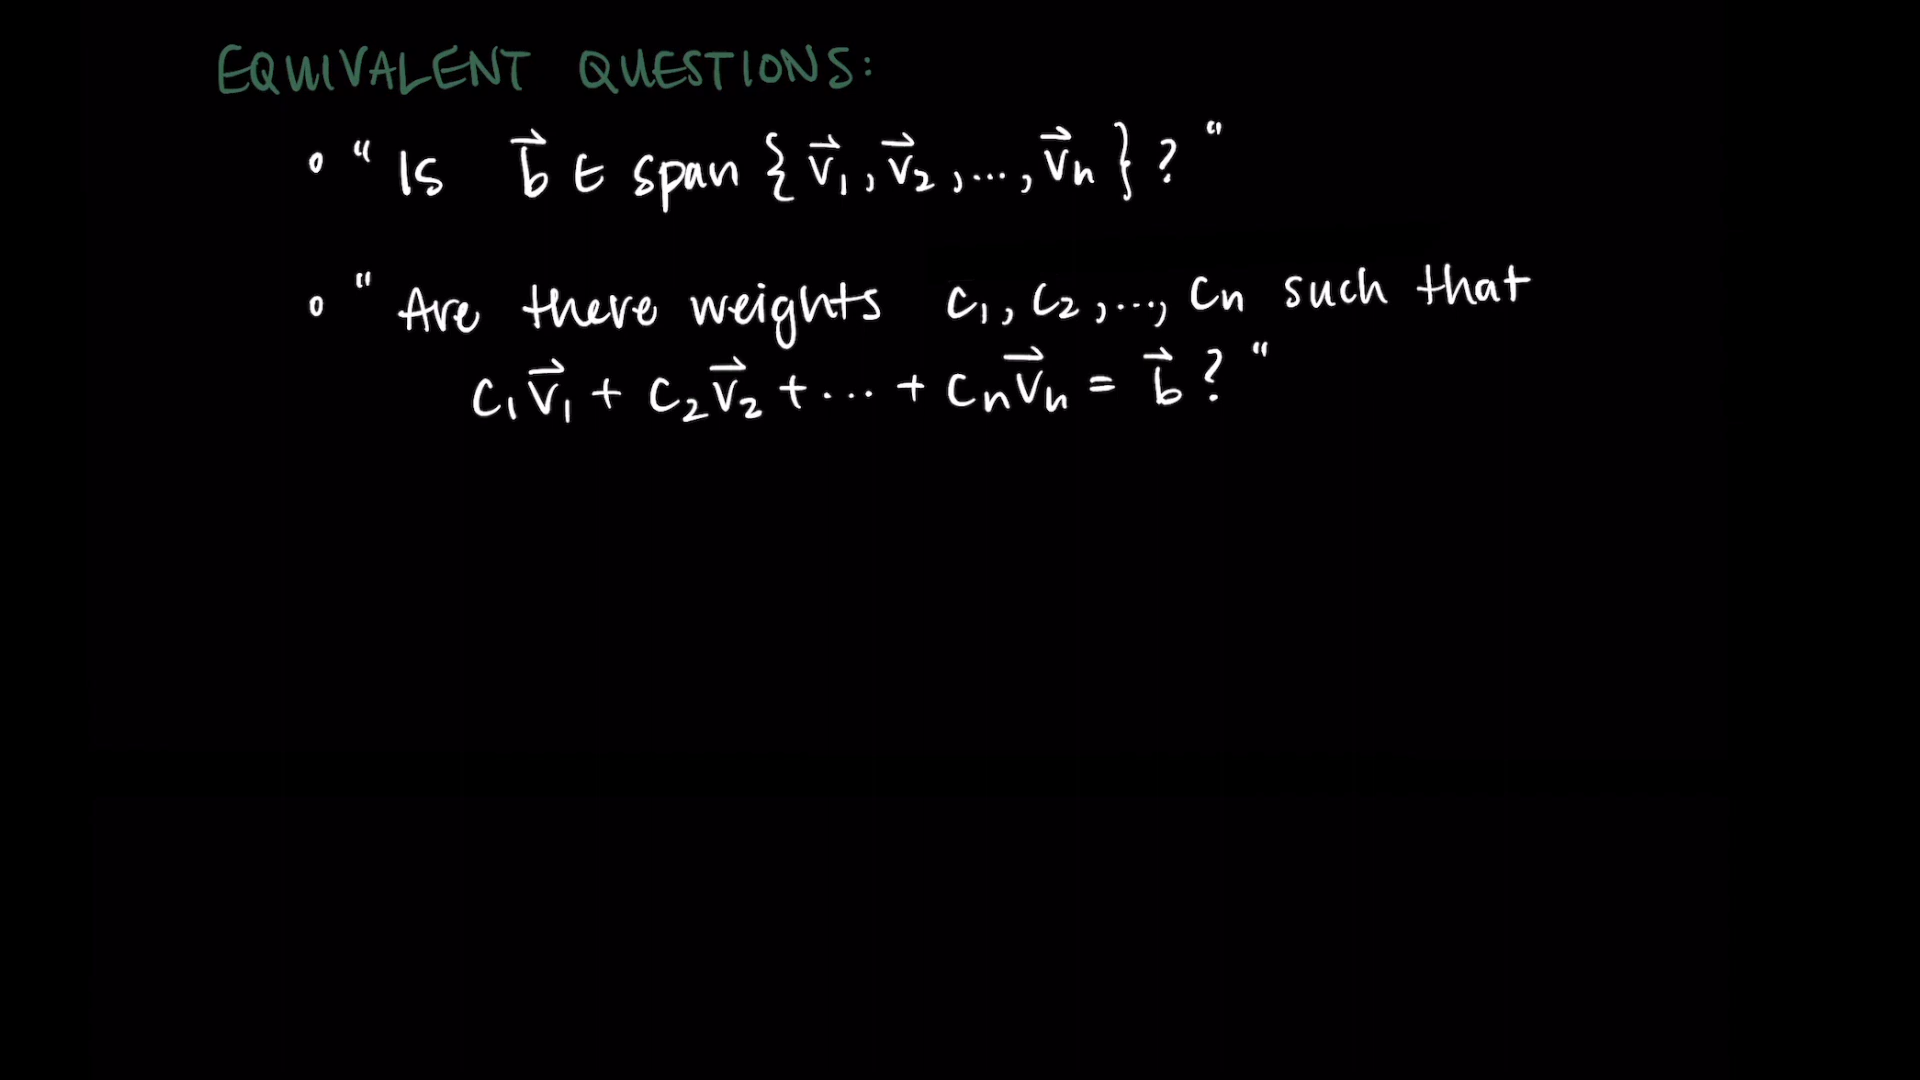 EQUIVALENT QUESTIONS:
• "Is b⃗ ∈ span {v⃗₁, v⃗₂, ..., v⃗ₙ}?"
• "Are there weights c₁, c₂, ..., cₙ such that
c₁v⃗₁ + c₂v⃗₂ + ... + cₙv⃗ₙ = b⃗?"